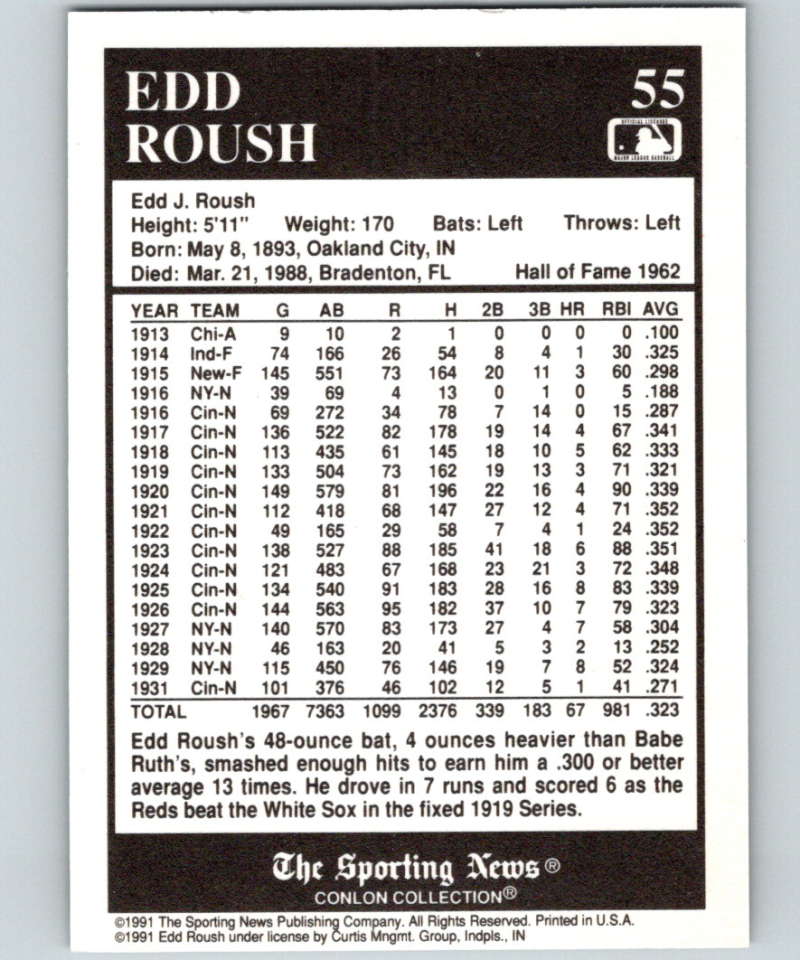 EDD
ROUSH
55
OFFICIAL LICENSEE
MAJOR LEAGUE BASEBALL
Edd J. Roush
Height: 5'11" Weight: 170 Bats: Left Throws: Left
Born: May 8, 1893, Oakland City, IN
Died: Mar. 21, 1988, Bradenton, FL Hall of Fame 1962
YEAR TEAM G AB R H 2B 3B HR RBI AVG
1913 Chi-A 9 10 2 1 0 0 0 0 .100
1914 Ind-F 74 166 26 54 8 4 1 30 .325
1915 New-F 145 551 73 164 20 11 3 60 .298
1916 NY-N 39 69 4 13 0 1 0 5 .188
1916 Cin-N 69 272 34 78 7 14 0 15 .287
1917 Cin-N 136 522 82 178 19 14 4 67 .341
1918 Cin-N 113 435 61 145 18 10 5 62 .333
1919 Cin-N 133 504 73 162 19 13 3 71 .321
1920 Cin-N 149 579 81 196 22 16 4 90 .339
1921 Cin-N 112 418 68 147 27 12 4 71 .352
1922 Cin-N 49 165 29 58 7 4 1 24 .352
1923 Cin-N 138 527 88 185 41 18 6 88 .351
1924 Cin-N 121 483 67 168 23 21 3 72 .348
1925 Cin-N 134 540 91 183 28 16 8 83 .339
1926 Cin-N 144 563 95 182 37 10 7 79 .323
1927 NY-N 140 570 83 173 27 4 7 58 .304
1928 NY-N 46 163 20 41 5 3 2 13 .252
1929 NY-N 115 450 76 146 19 7 8 52 .324
1931 Cin-N 101 376 46 102 12 5 1 41 .271
TOTAL 1967 7363 1099 2376 339 183 67 981 .323
Edd Roush's 48-ounce bat, 4 ounces heavier than Babe
Ruth's, smashed enough hits to earn him a .300 or better
average 13 times. He drove in 7 runs and scored 6 as the
Reds beat the White Sox in the fixed 1919 Series.
The Sporting News®
CONLON COLLECTION®
©1991 The Sporting News Publishing Company. All Rights Reserved. Printed in U.S.A.
©1991 Edd Roush under license by Curtis Mngmt. Group, Indpls., IN